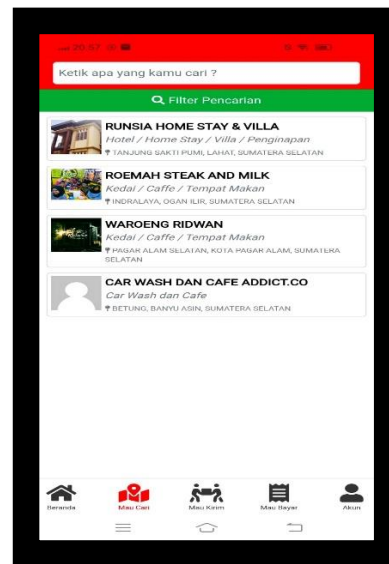 20:57
Ketik apa yang kamu cari ?
Filter Pencarian
RUNSIA HOME STAY & VILLA
Hotel / Home Stay / Villa / Penginapan
TANJUNG SAKTI PUMI, LAHAT, SUMATERA SELATAN
ROEMAH STEAK AND MILK
Kedai / Caffe / Tempat Makan
INDRALAYA, OGAN ILIR, SUMATERA SELATAN
WAROENG RIDWAN
Kedai / Caffe / Tempat Makan
PAGAR ALAM SELATAN, KOTA PAGAR ALAM, SUMATERA
SELATAN
CAR WASH DAN CAFE ADDICT.CO
Car Wash dan Cafe
BETUNG, BANYU ASIN, SUMATERA SELATAN
Beranda Mau Cari Mau Kirim Mau Bayar Akun